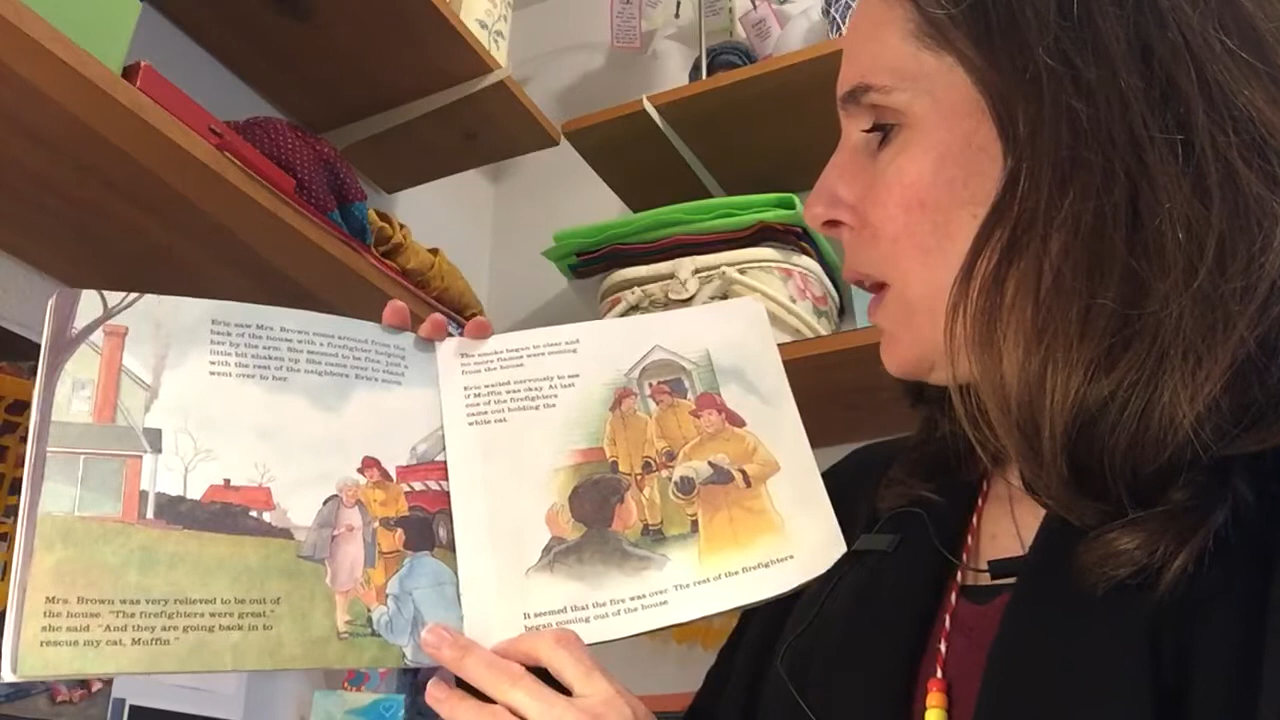 Eric saw Mrs. Brown come around from the
back of the house with a firefighter helping
her by the arm. She seemed to be fine, just a
little bit shaken up. She came over to stand
with the rest of the neighbors. Eric's mom
went over to her.
Mrs. Brown was very relieved to be out of
the house. "The firefighters were great,"
she said. "And they are going back in to
rescue my cat, Muffin."
The smoke began to clear and
no more flames were coming
from the house.
Eric waited nervously to see
if Muffin was okay. At last
one of the firefighters
came out holding the
white cat.
It seemed that the fire was over. The rest of the firefighters
began coming out of the house.